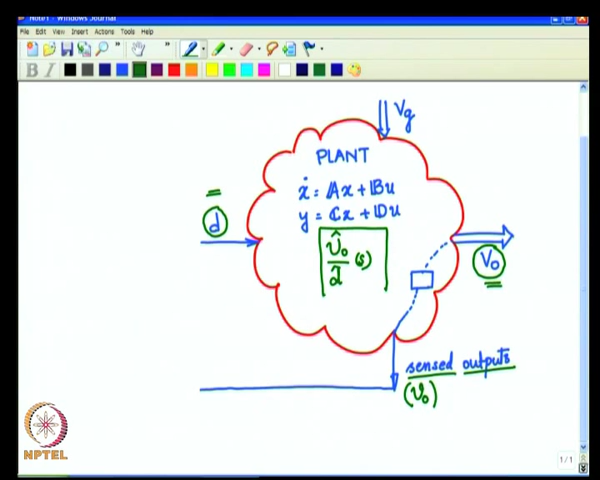 Note1 - Windows Journal
File Edit View Insert Actions Tools Help
B I
Vg
PLANT
ẋ = Ax + Bu
y = Cx + Du
d
v̂o/d̂ (s)
Vo
sensed outputs
(vo)
1/1
NPTEL